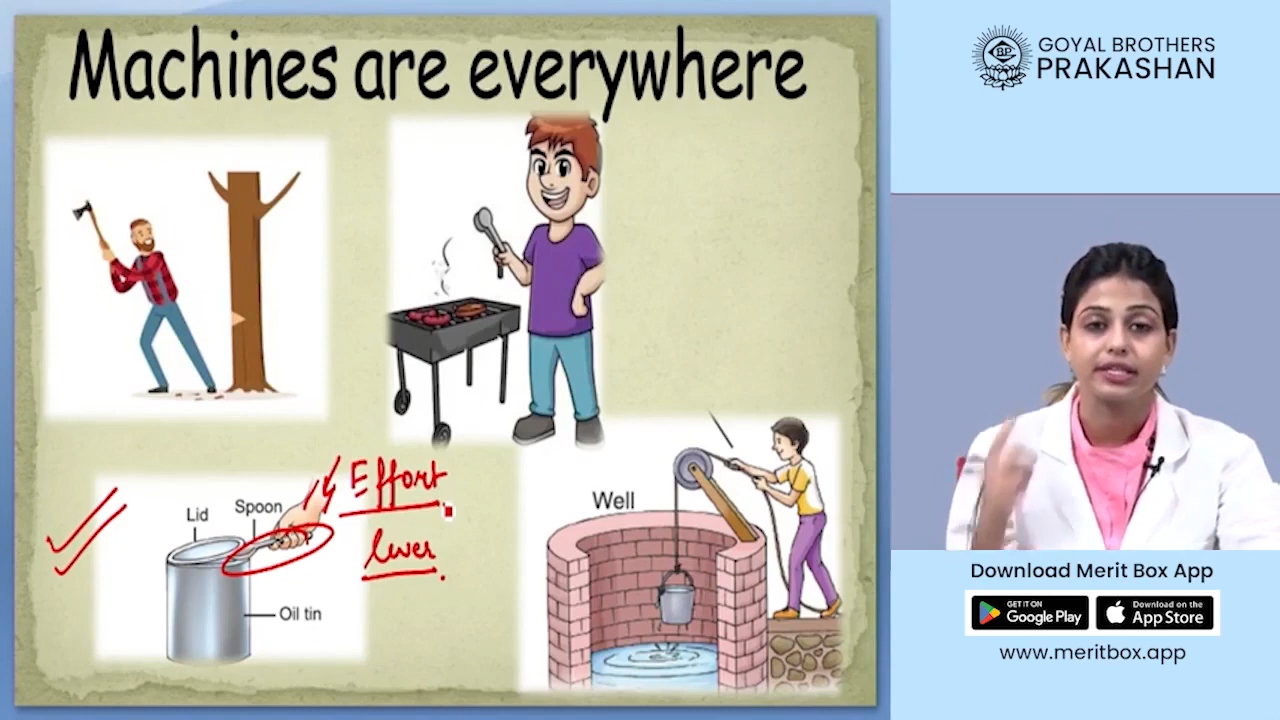 Machines are everywhere
GOYAL BROTHERS
PRAKASHAN
BP
Effort
Lid
Spoon
lever
Oil tin
Well
Download Merit Box App
GET IT ON
Google Play
Download on the
App Store
www.meritbox.app